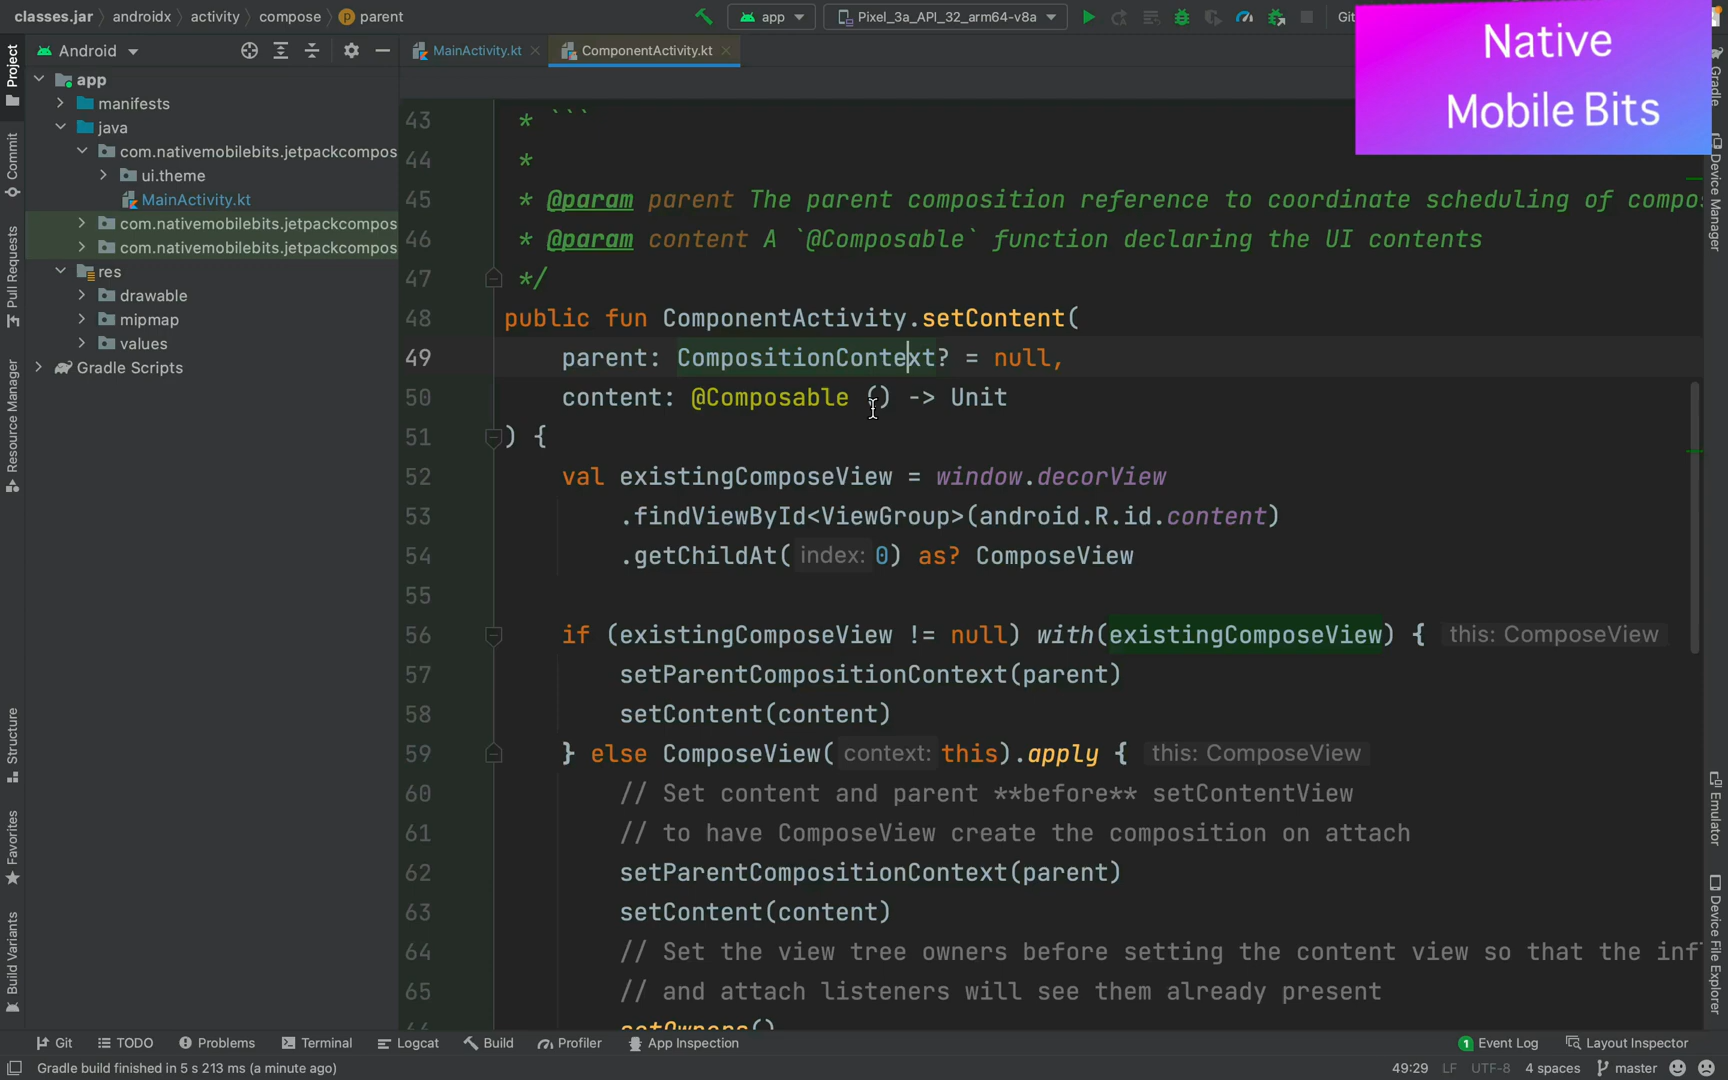 classes.jar androidx activity compose parent
app Pixel_3a_API_32_arm64-v8a Git
Native
Mobile Bits
Project
Commit
Pull Requests
Resource Manager
Structure
Favorites
Build Variants
Android
app
manifests
java
com.nativemobilebits.jetpackcompos
ui.theme
MainActivity.kt
com.nativemobilebits.jetpackcompos
com.nativemobilebits.jetpackcompos
res
drawable
mipmap
values
Gradle Scripts
MainActivity.kt ComponentActivity.kt
43 * ```
44 *
45 * @param parent The parent composition reference to coordinate scheduling of compos
46 * @param content A `@Composable` function declaring the UI contents
47 */
48 public fun ComponentActivity.setContent(
49 parent: CompositionContext? = null,
50 content: @Composable () -> Unit
51 ) {
52 val existingComposeView = window.decorView
53 .findViewById<ViewGroup>(android.R.id.content)
54 .getChildAt( index: 0) as? ComposeView
55
56 if (existingComposeView != null) with(existingComposeView) { this: ComposeView
57 setParentCompositionContext(parent)
58 setContent(content)
59 } else ComposeView( context: this).apply { this: ComposeView
60 // Set content and parent **before** setContentView
61 // to have ComposeView create the composition on attach
62 setParentCompositionContext(parent)
63 setContent(content)
64 // Set the view tree owners before setting the content view so that the inf
65 // and attach listeners will see them already present
66 setOwners()
Gradle
Device Manager
Emulator
Device File Explorer
Git TODO Problems Terminal Logcat Build Profiler App Inspection 1 Event Log Layout Inspector
Gradle build finished in 5 s 213 ms (a minute ago) 49:29 LF UTF-8 4 spaces master